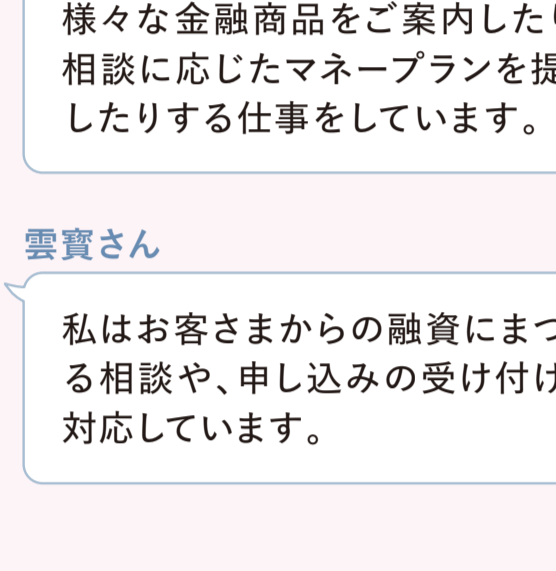 様々な金融商品をご案内した
相談に応じたマネープランを提
したりする仕事をしています。
雲寳さん
私はお客さまからの融資にまつ
る相談や、申し込みの受け付け
対応しています。